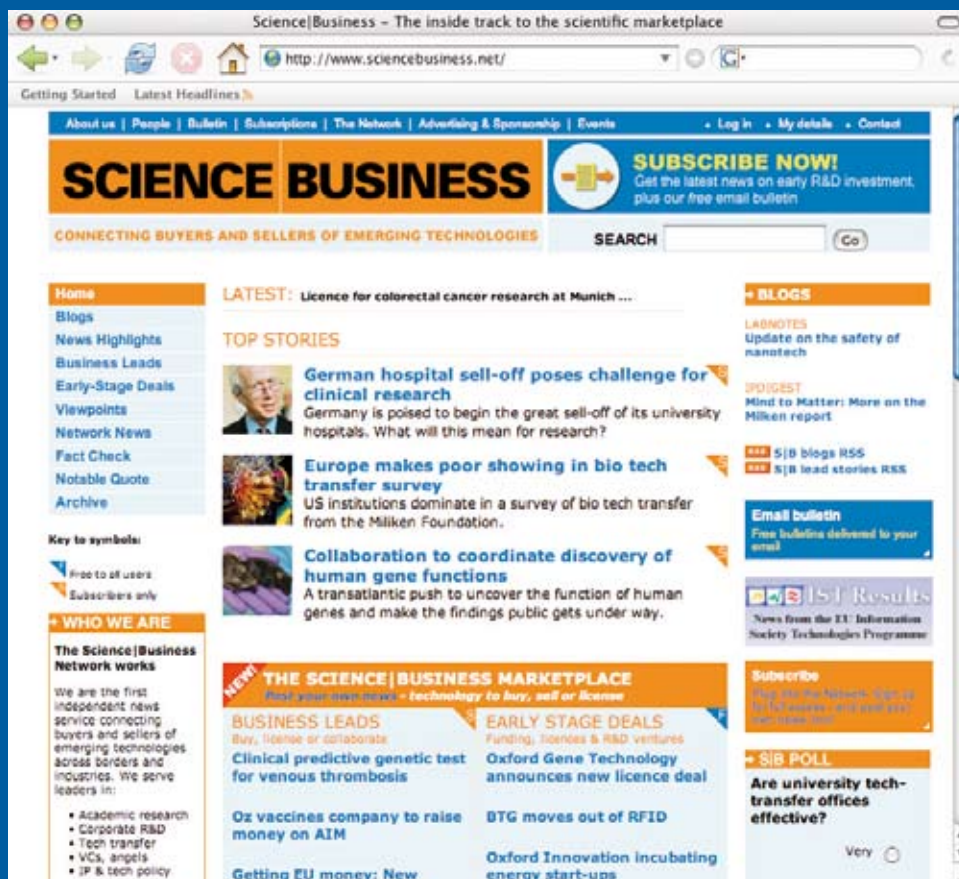 Science|Business – The inside track to the scientific marketplace
http://www.sciencebusiness.net/
G
Getting Started Latest Headlines
About us | People | Bulletin | Subscriptions | The Network | Advertising & Sponsorship | Events
Log in My details Contact
SCIENCE BUSINESS
SUBSCRIBE NOW!
Get the latest news on early R&D investment,
plus our free email bulletin
CONNECTING BUYERS AND SELLERS OF EMERGING TECHNOLOGIES
SEARCH
Go
Home
Blogs
News Highlights
Business Leads
Early-Stage Deals
Viewpoints
Network News
Fact Check
Notable Quote
Archive
Key to symbols:
Free to all users
Subscribers only
WHO WE ARE
The Science|Business
Network works
We are the first
independent news
service connecting
buyers and sellers of
emerging technologies
across borders and
industries. We serve
leaders in:
• Academic research
• Corporate R&D
• Tech transfer
• VCs, angels
• IP & tech policy
LATEST: Licence for colorectal cancer research at Munich ...
TOP STORIES
German hospital sell-off poses challenge for
clinical research
Germany is poised to begin the great sell-off of its university
hospitals. What will this mean for research?
Europe makes poor showing in bio tech
transfer survey
US institutions dominate in a survey of bio tech transfer
from the Miliken Foundation.
Collaboration to coordinate discovery of
human gene functions
A transatlantic push to uncover the function of human
genes and make the findings public gets under way.
NEW!
THE SCIENCE|BUSINESS MARKETPLACE
Post your own news - technology to buy, sell or license
BUSINESS LEADS
Buy, license or collaborate
Clinical predictive genetic test
for venous thrombosis
Oz vaccines company to raise
money on AIM
Getting EU money: New
EARLY STAGE DEALS
Funding, licences & R&D ventures
Oxford Gene Technology
announces new licence deal
BTG moves out of RFID
Oxford Innovation incubating
energy start-ups
BLOGS
LABNOTES
Update on the safety of
nanotech
IPDIGEST
Mind to Matter: More on the
Milken report
RSS S|B blogs RSS
RSS S|B lead stories RSS
Email bulletin
Free bulletins delivered to your
email
IST Results
News from the EU Information
Society Technologies Programme
Subscribe
S|B POLL
Are university tech-
transfer offices
effective?
Very